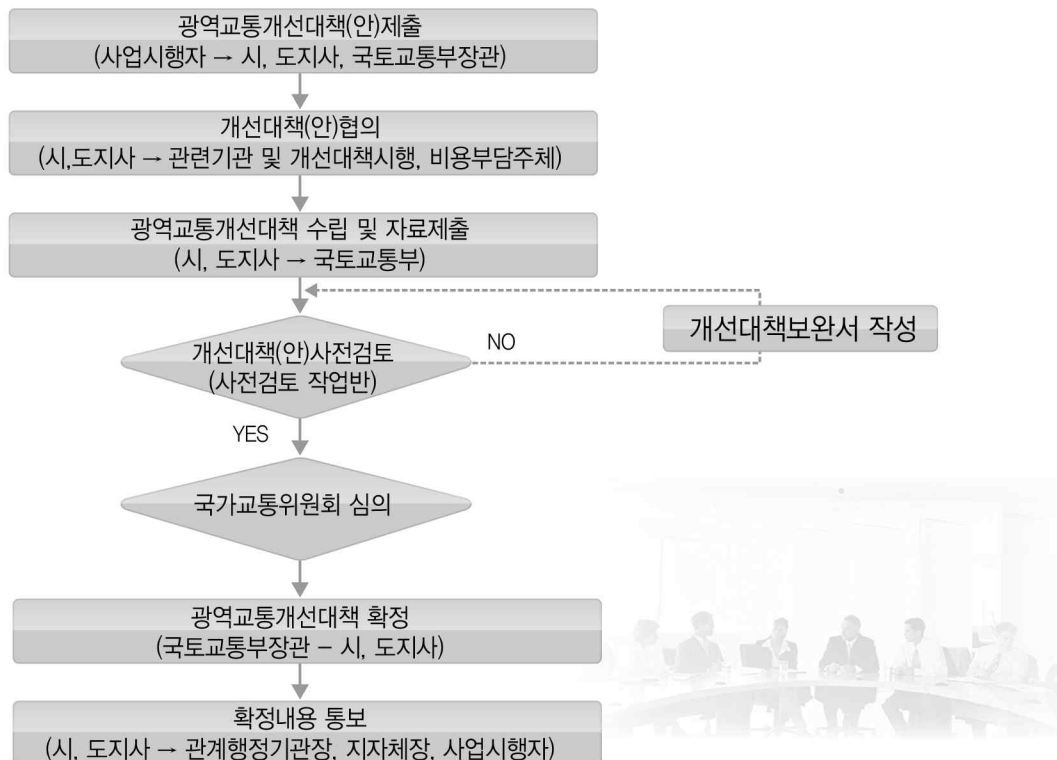 광역교통개선대책(안)제출
(사업시행자 → 시, 도지사, 국토교통부장관)
개선대책(안)협의
(시,도지사 → 관련기관 및 개선대책시행, 비용부담주체)
광역교통개선대책 수립 및 자료제출
(시, 도지사 → 국토교통부)
개선대책보완서 작성
개선대책(안)사전검토
(사전검토 작업반)
NO
YES
국가교통위원회 심의
광역교통개선대책 확정
(국토교통부장관 – 시, 도지사)
확정내용 통보
(시, 도지사 → 관계행정기관장, 지자체장, 사업시행자)